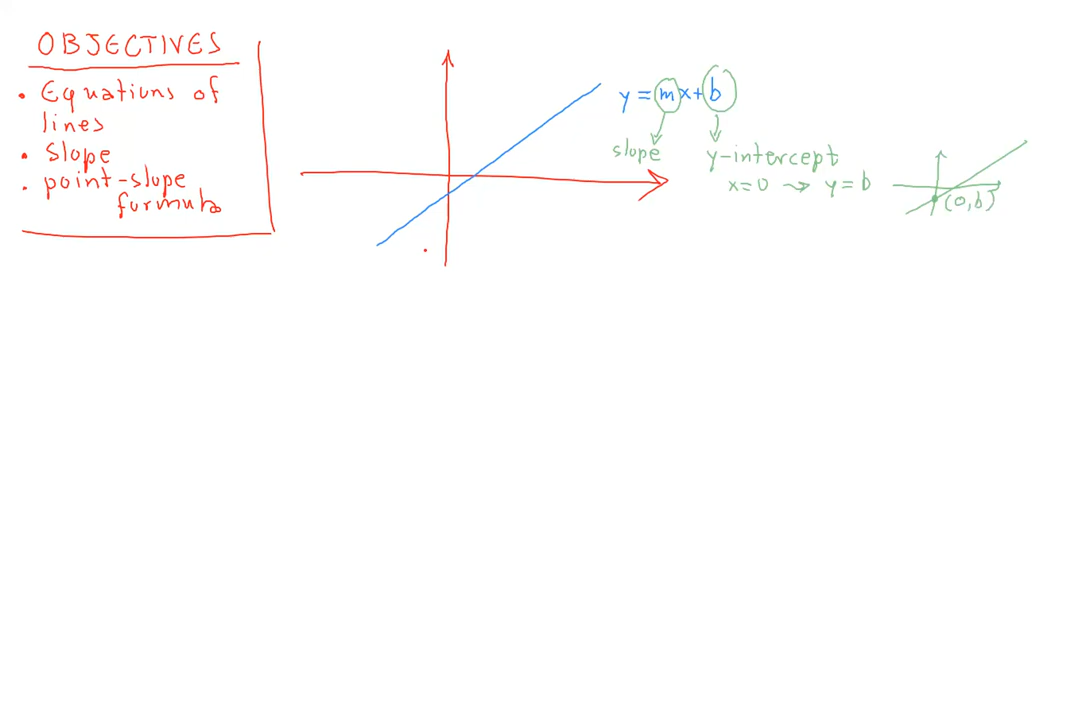 OBJECTIVES
• Equations of
lines
• Slope
• point-slope
formula
y = mx+b
slope
y-intercept
x=0 ⇝ y=b
(0,b)